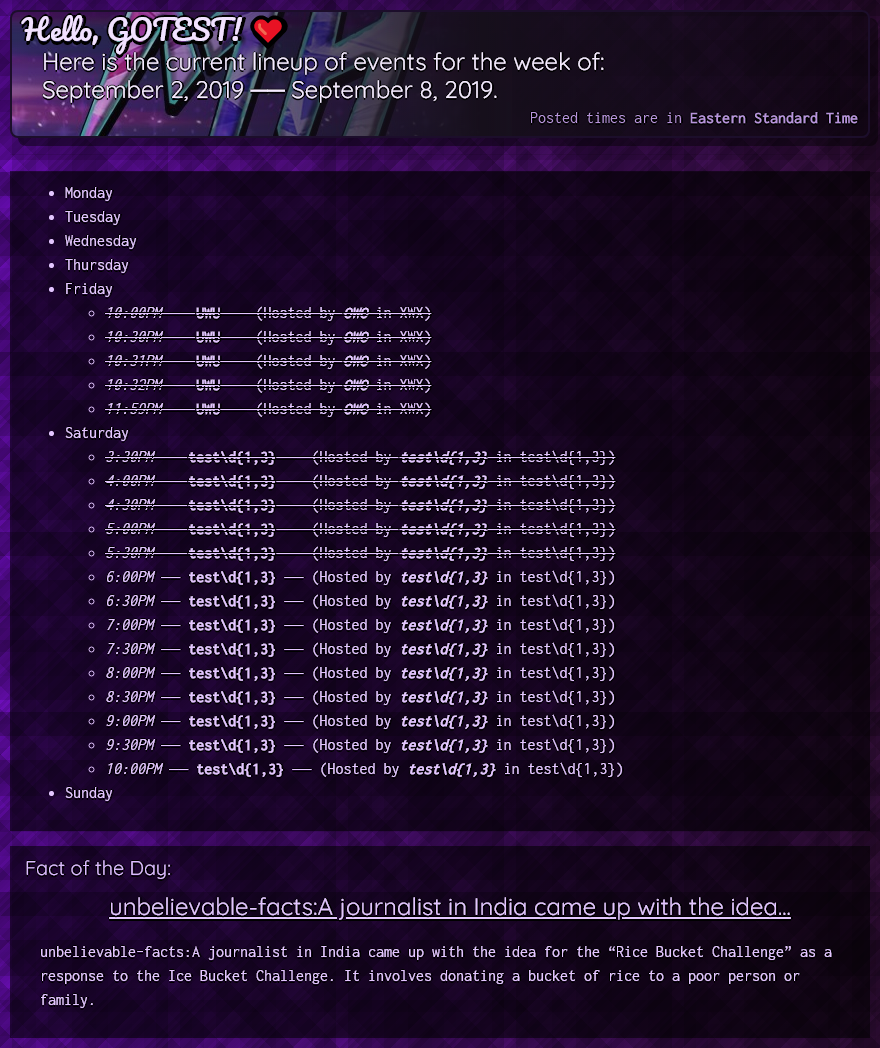 Hello, GOTEST! ❤
Here is the current lineup of events for the week of:
September 2, 2019 —— September 8, 2019.
Posted times are in Eastern Standard Time
• Monday
• Tuesday
• Wednesday
• Thursday
• Friday
◦ 10:00PM —— UWU —— (Hosted by OWO in XWX)
◦ 10:30PM —— UWU —— (Hosted by OWO in XWX)
◦ 10:31PM —— UWU —— (Hosted by OWO in XWX)
◦ 10:32PM —— UWU —— (Hosted by OWO in XWX)
◦ 11:59PM —— UWU —— (Hosted by OWO in XWX)
• Saturday
◦ 3:30PM —— test\d{1,3} —— (Hosted by test\d{1,3} in test\d{1,3})
◦ 4:00PM —— test\d{1,3} —— (Hosted by test\d{1,3} in test\d{1,3})
◦ 4:30PM —— test\d{1,3} —— (Hosted by test\d{1,3} in test\d{1,3})
◦ 5:00PM —— test\d{1,3} —— (Hosted by test\d{1,3} in test\d{1,3})
◦ 5:30PM —— test\d{1,3} —— (Hosted by test\d{1,3} in test\d{1,3})
◦ 6:00PM —— test\d{1,3} —— (Hosted by test\d{1,3} in test\d{1,3})
◦ 6:30PM —— test\d{1,3} —— (Hosted by test\d{1,3} in test\d{1,3})
◦ 7:00PM —— test\d{1,3} —— (Hosted by test\d{1,3} in test\d{1,3})
◦ 7:30PM —— test\d{1,3} —— (Hosted by test\d{1,3} in test\d{1,3})
◦ 8:00PM —— test\d{1,3} —— (Hosted by test\d{1,3} in test\d{1,3})
◦ 8:30PM —— test\d{1,3} —— (Hosted by test\d{1,3} in test\d{1,3})
◦ 9:00PM —— test\d{1,3} —— (Hosted by test\d{1,3} in test\d{1,3})
◦ 9:30PM —— test\d{1,3} —— (Hosted by test\d{1,3} in test\d{1,3})
◦ 10:00PM —— test\d{1,3} —— (Hosted by test\d{1,3} in test\d{1,3})
• Sunday
Fact of the Day:
unbelievable-facts:A journalist in India came up with the idea...
unbelievable-facts:A journalist in India came up with the idea for the “Rice Bucket Challenge” as a
response to the Ice Bucket Challenge. It involves donating a bucket of rice to a poor person or
family.